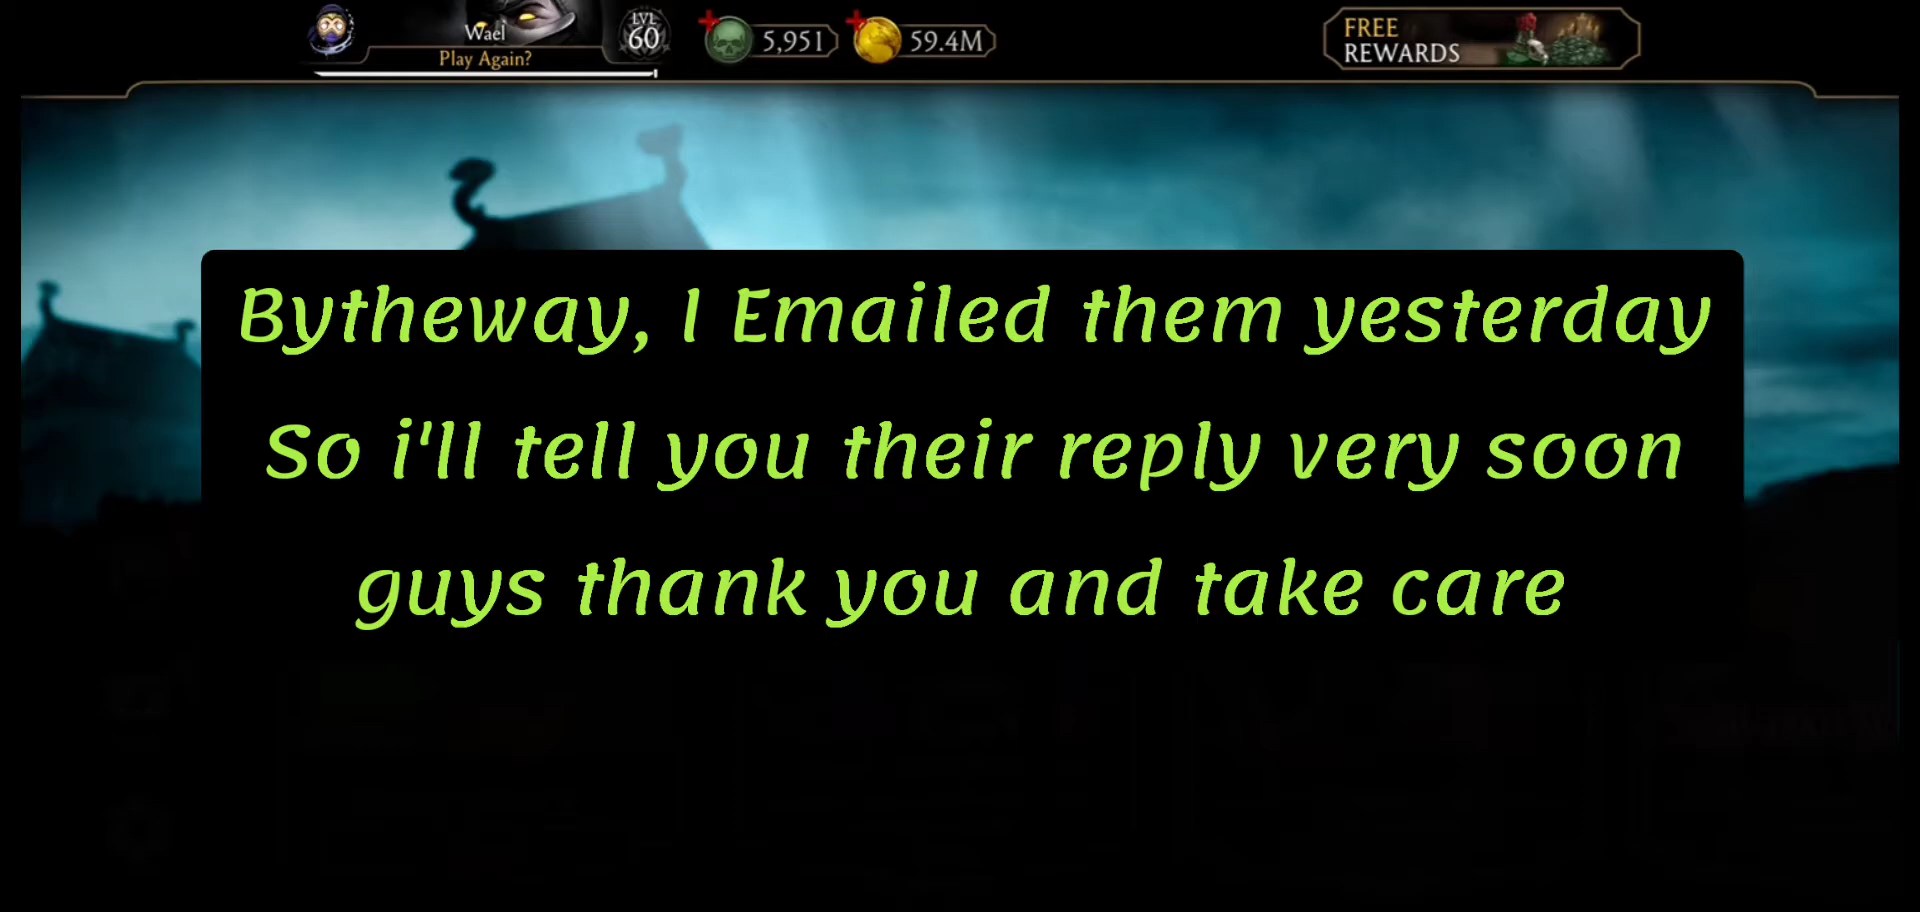 Wael
Play Again?
LVL
60
5,951
59.4M
FREE
REWARDS
Bytheway, I Emailed them yesterday
So i'll tell you their reply very soon
guys thank you and take care